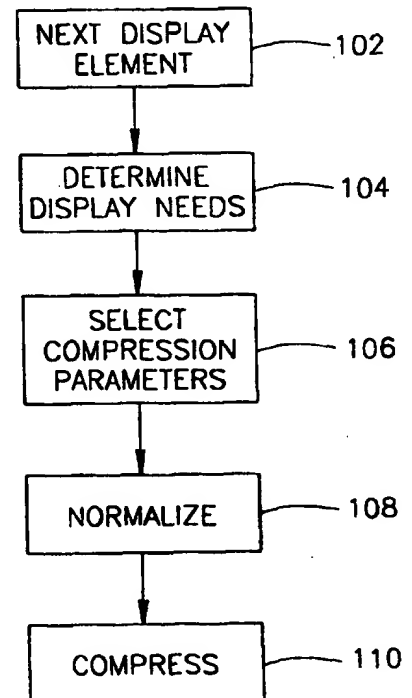 NEXT DISPLAY
ELEMENT
102
DETERMINE
DISPLAY NEEDS
104
SELECT
COMPRESSION
PARAMETERS
106
NORMALIZE
108
COMPRESS
110